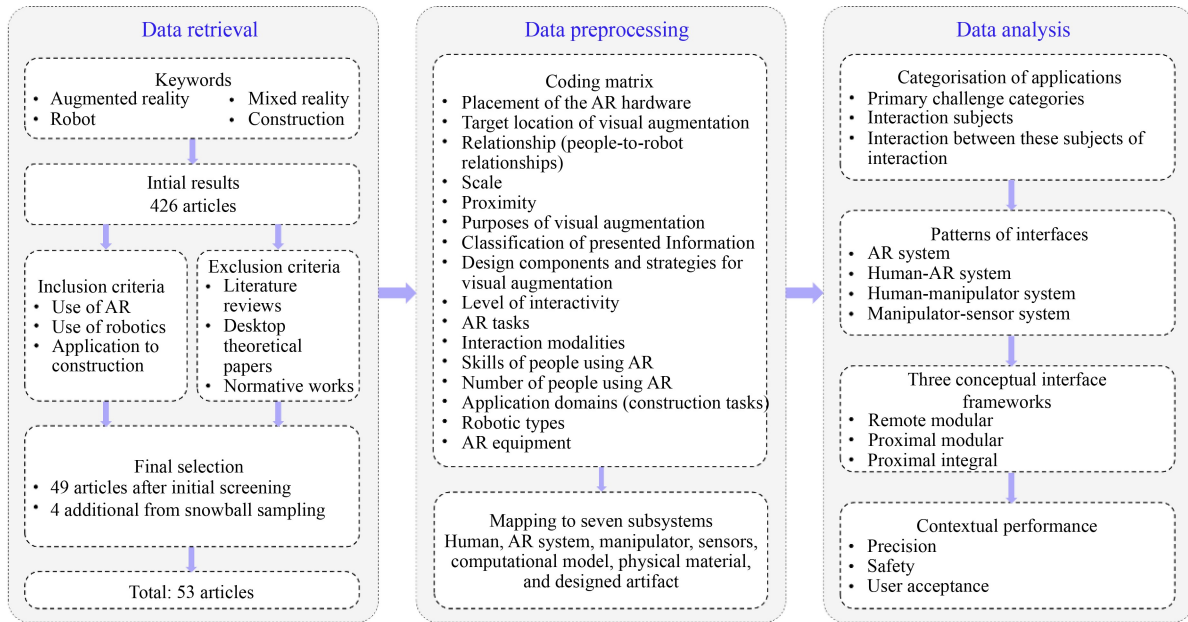 Data retrieval
Keywords
• Augmented reality
• Mixed reality
• Robot
• Construction
Intial results
426 articles
Inclusion criteria
• Use of AR
• Use of robotics
• Application to
construction
Exclusion criteria
• Literature
reviews
• Desktop
theoretical
papers
• Normative works
Final selection
• 49 articles after initial screening
• 4 additional from snowball sampling
Total: 53 articles
Data preprocessing
Coding matrix
• Placement of the AR hardware
• Target location of visual augmentation
• Relationship (people-to-robot
relationships)
• Scale
• Proximity
• Purposes of visual augmentation
• Classification of presented Information
• Design components and strategies for
visual augmentation
• Level of interactivity
• AR tasks
• Interaction modalities
• Skills of people using AR
• Number of people using AR
• Application domains (construction tasks)
• Robotic types
• AR equipment
Mapping to seven subsystems
Human, AR system, manipulator, sensors,
computational model, physical material,
and designed artifact
Data analysis
Categorisation of applications
• Primary challenge categories
• Interaction subjects
• Interaction between these subjects of
interaction
Patterns of interfaces
• AR system
• Human-AR system
• Human-manipulator system
• Manipulator-sensor system
Three conceptual interface
frameworks
• Remote modular
• Proximal modular
• Proximal integral
Contextual performance
• Precision
• Safety
• User acceptance